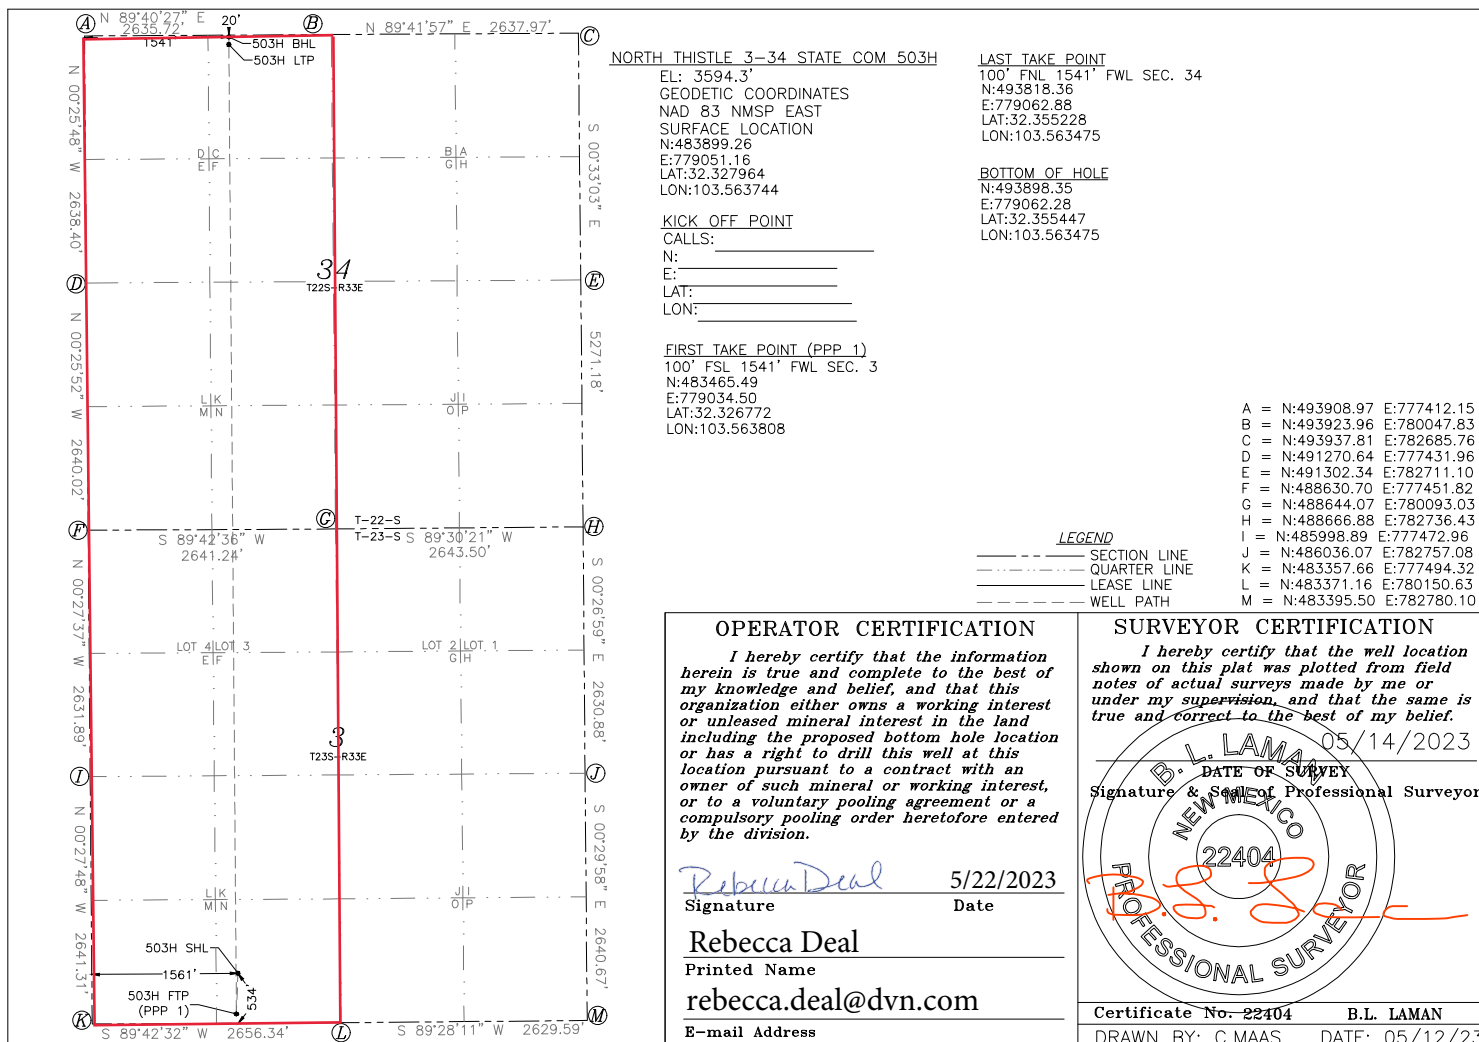 A
N 89°40'27" E
2635.72'
20'
B
N 89°41'57" E 2637.97'
C
1541'
503H BHL
503H LTP
N 00°25'48" W 2638.40'
S 00°33'03" E
5271.18'
D C
E F
B A
G H
34
T22S-R33E
D
E
N 00°25'52" W 2640.02'
L K
M N
J I
O P
F
G
T-22-S
T-23-S
H
S 89°42'36" W
2641.24'
S 89°30'21" W
2643.50'
N 00°27'37" W 2631.89'
S 00°26'59" E 2630.88'
LOT 4 LOT 3
E F
LOT 2 LOT 1
G H
3
T23S-R33E
I
J
N 00°27'48" W 2641.31'
S 00°29'58" E 2640.67'
L K
M N
J I
O P
503H SHL
1561'
503H FTP
(PPP 1)
534'
K
S 89°42'32" W 2656.34'
L
S 89°28'11" W 2629.59'
M
NORTH THISTLE 3-34 STATE COM 503H
EL: 3594.3'
GEODETIC COORDINATES
NAD 83 NMSP EAST
SURFACE LOCATION
N:483899.26
E:779051.16
LAT:32.327964
LON:103.563744
KICK OFF POINT
CALLS:
N:
E:
LAT:
LON:
FIRST TAKE POINT (PPP 1)
100' FSL 1541' FWL SEC. 3
N:483465.49
E:779034.50
LAT:32.326772
LON:103.563808
LAST TAKE POINT
100' FNL 1541' FWL SEC. 34
N:493818.36
E:779062.88
LAT:32.355228
LON:103.563475
BOTTOM OF HOLE
N:493898.35
E:779062.28
LAT:32.355447
LON:103.563475
A = N:493908.97 E:777412.15
B = N:493923.96 E:780047.83
C = N:493937.81 E:782685.76
D = N:491270.64 E:777431.96
E = N:491302.34 E:782711.10
F = N:488630.70 E:777451.82
G = N:488644.07 E:780093.03
H = N:488666.88 E:782736.43
I = N:485998.89 E:777472.96
J = N:486036.07 E:782757.08
K = N:483357.66 E:777494.32
L = N:483371.16 E:780150.63
M = N:483395.50 E:782780.10
LEGEND
SECTION LINE
QUARTER LINE
LEASE LINE
WELL PATH
OPERATOR CERTIFICATION
I hereby certify that the information
herein is true and complete to the best of
my knowledge and belief, and that this
organization either owns a working interest
or unleased mineral interest in the land
including the proposed bottom hole location
or has a right to drill this well at this
location pursuant to a contract with an
owner of such mineral or working interest,
or to a voluntary pooling agreement or a
compulsory pooling order heretofore entered
by the division.
Rebecca Deal 5/22/2023
Signature Date
Rebecca Deal
Printed Name
rebecca.deal@dvn.com
E-mail Address
SURVEYOR CERTIFICATION
I hereby certify that the well location
shown on this plat was plotted from field
notes of actual surveys made by me or
under my supervision, and that the same is
true and correct to the best of my belief.
05/14/2023
DATE OF SURVEY
Signature & Seal of Professional Surveyor
B. L. LAMAN
NEW MEXICO
22404
PROFESSIONAL SURVEYOR
Certificate No. 22404 B.L. LAMAN
DRAWN BY: C.MAAS DATE: 05/12/23